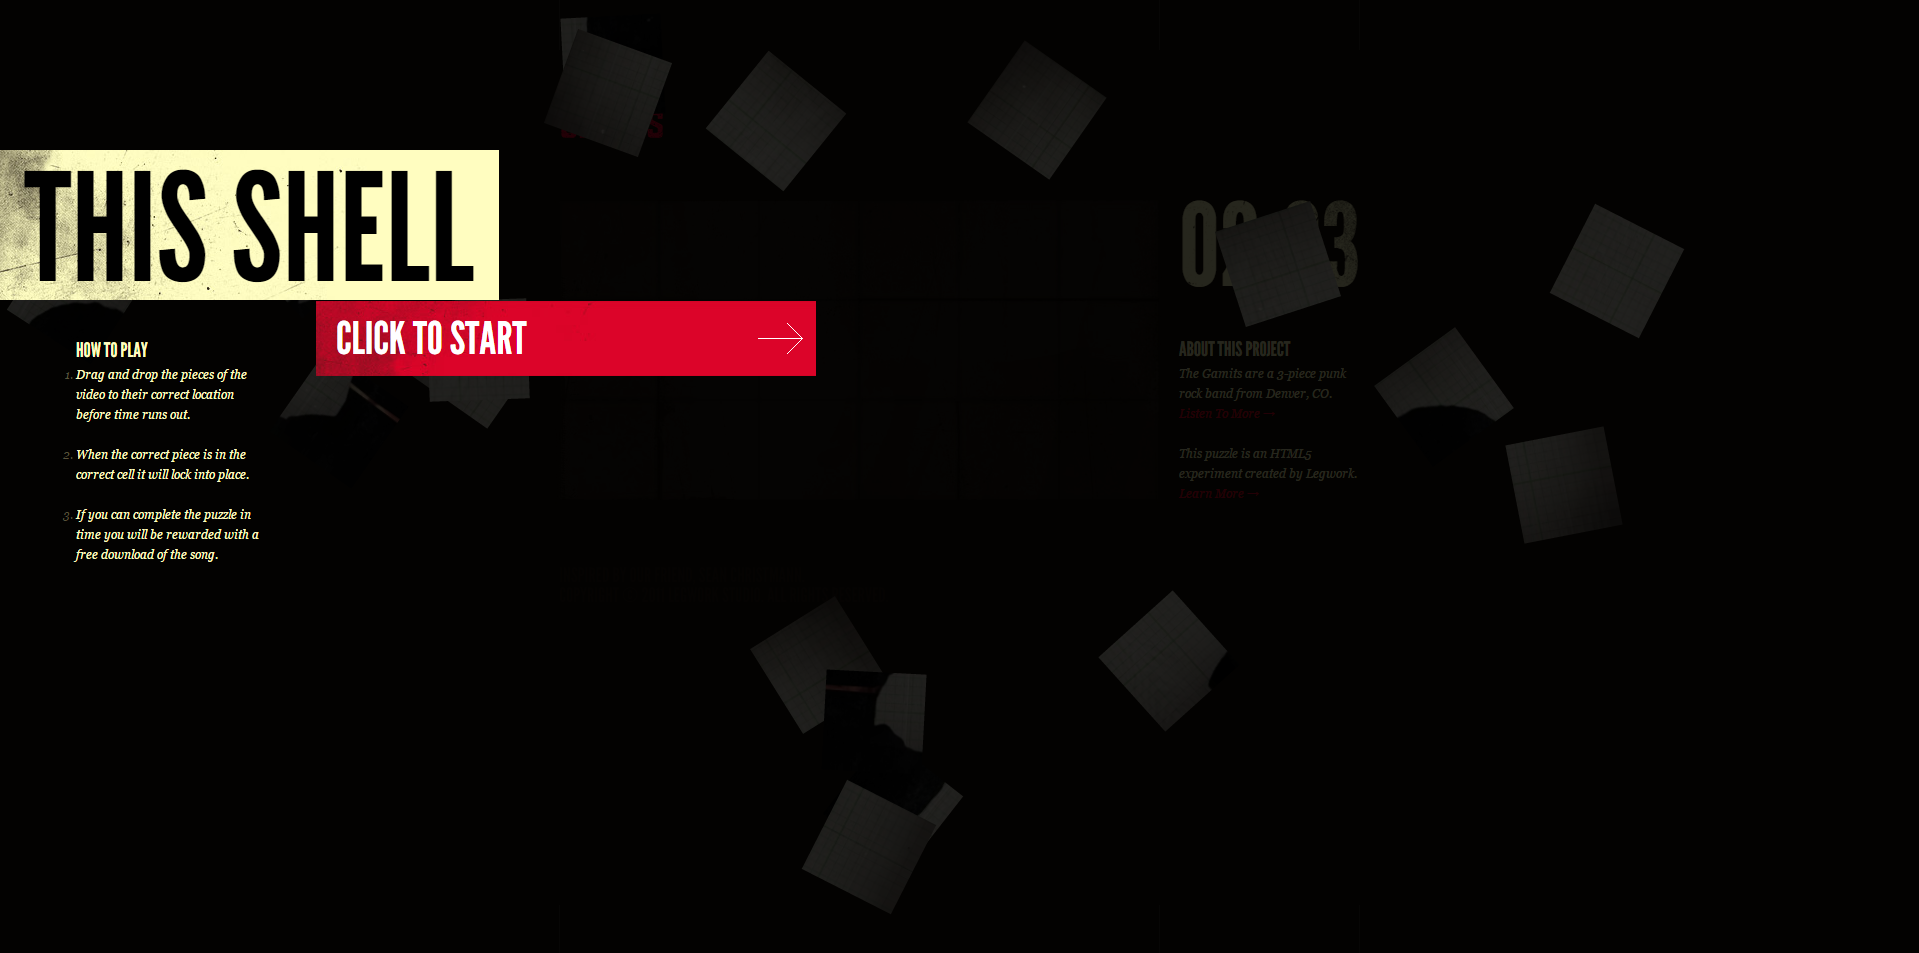 THIS SHELL
CLICK TO START
HOW TO PLAY
1. Drag and drop the pieces of the
video to their correct location
before time runs out.
2. When the correct piece is in the
correct cell it will lock into place.
3. If you can complete the puzzle in
time you will be rewarded with a
free download of the song.
ABOUT THIS PROJECT
The Gamits are a 3-piece punk
rock band from Denver, CO.
Listen To More →
This puzzle is an HTML5
experiment created by Legwork.
Learn More →